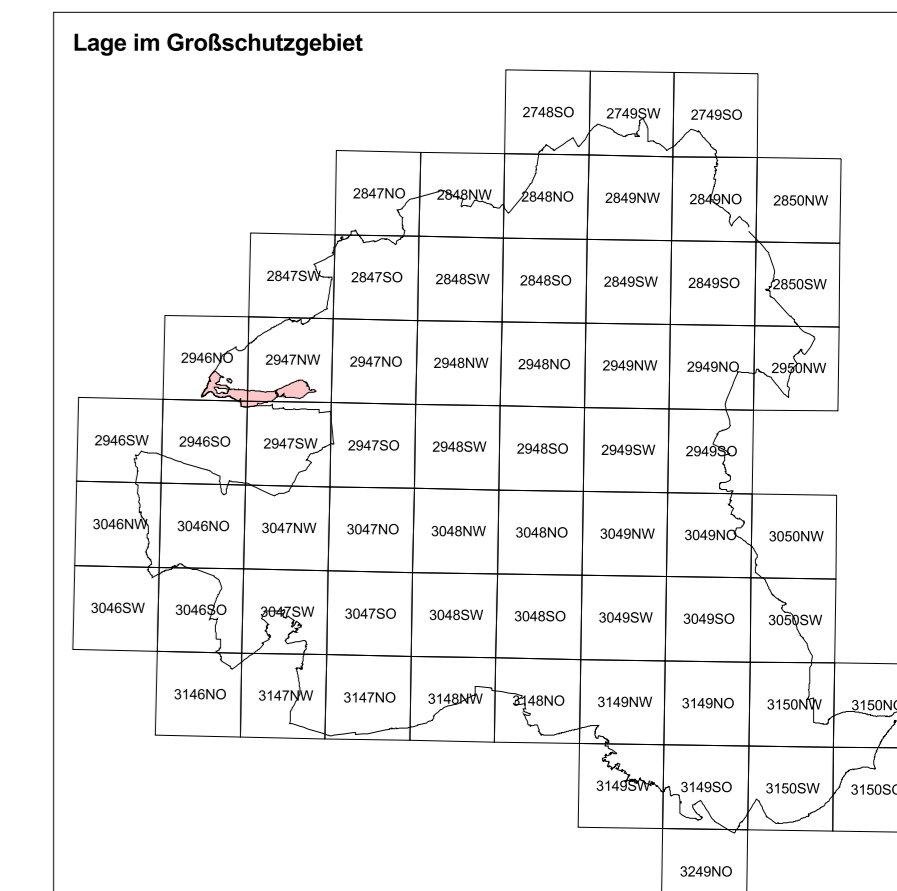 Lage im Großschutzgebiet
2748SO 2749SW 2749SO
2847NO 2848NW 2848NO 2849NW 2849NO 2850NW
2847SW 2847SO 2848SW 2848SO 2849SW 2849SO 2850SW
2946NO 2947NW 2947NO 2948NW 2948NO 2949NW 2949NO 2950NW
2946SW 2946SO 2947SW 2947SO 2948SW 2948SO 2949SW 2949SO
3046NW 3046NO 3047NW 3047NO 3048NW 3048NO 3049NW 3049NO 3050NW
3046SW 3046SO 3047SW 3047SO 3048SW 3048SO 3049SW 3049SO 3050SW
3146NO 3147NW 3147NO 3148NW 3148NO 3149NW 3149NO 3150NW
3149SW 3149SO 3150SW
3249NO